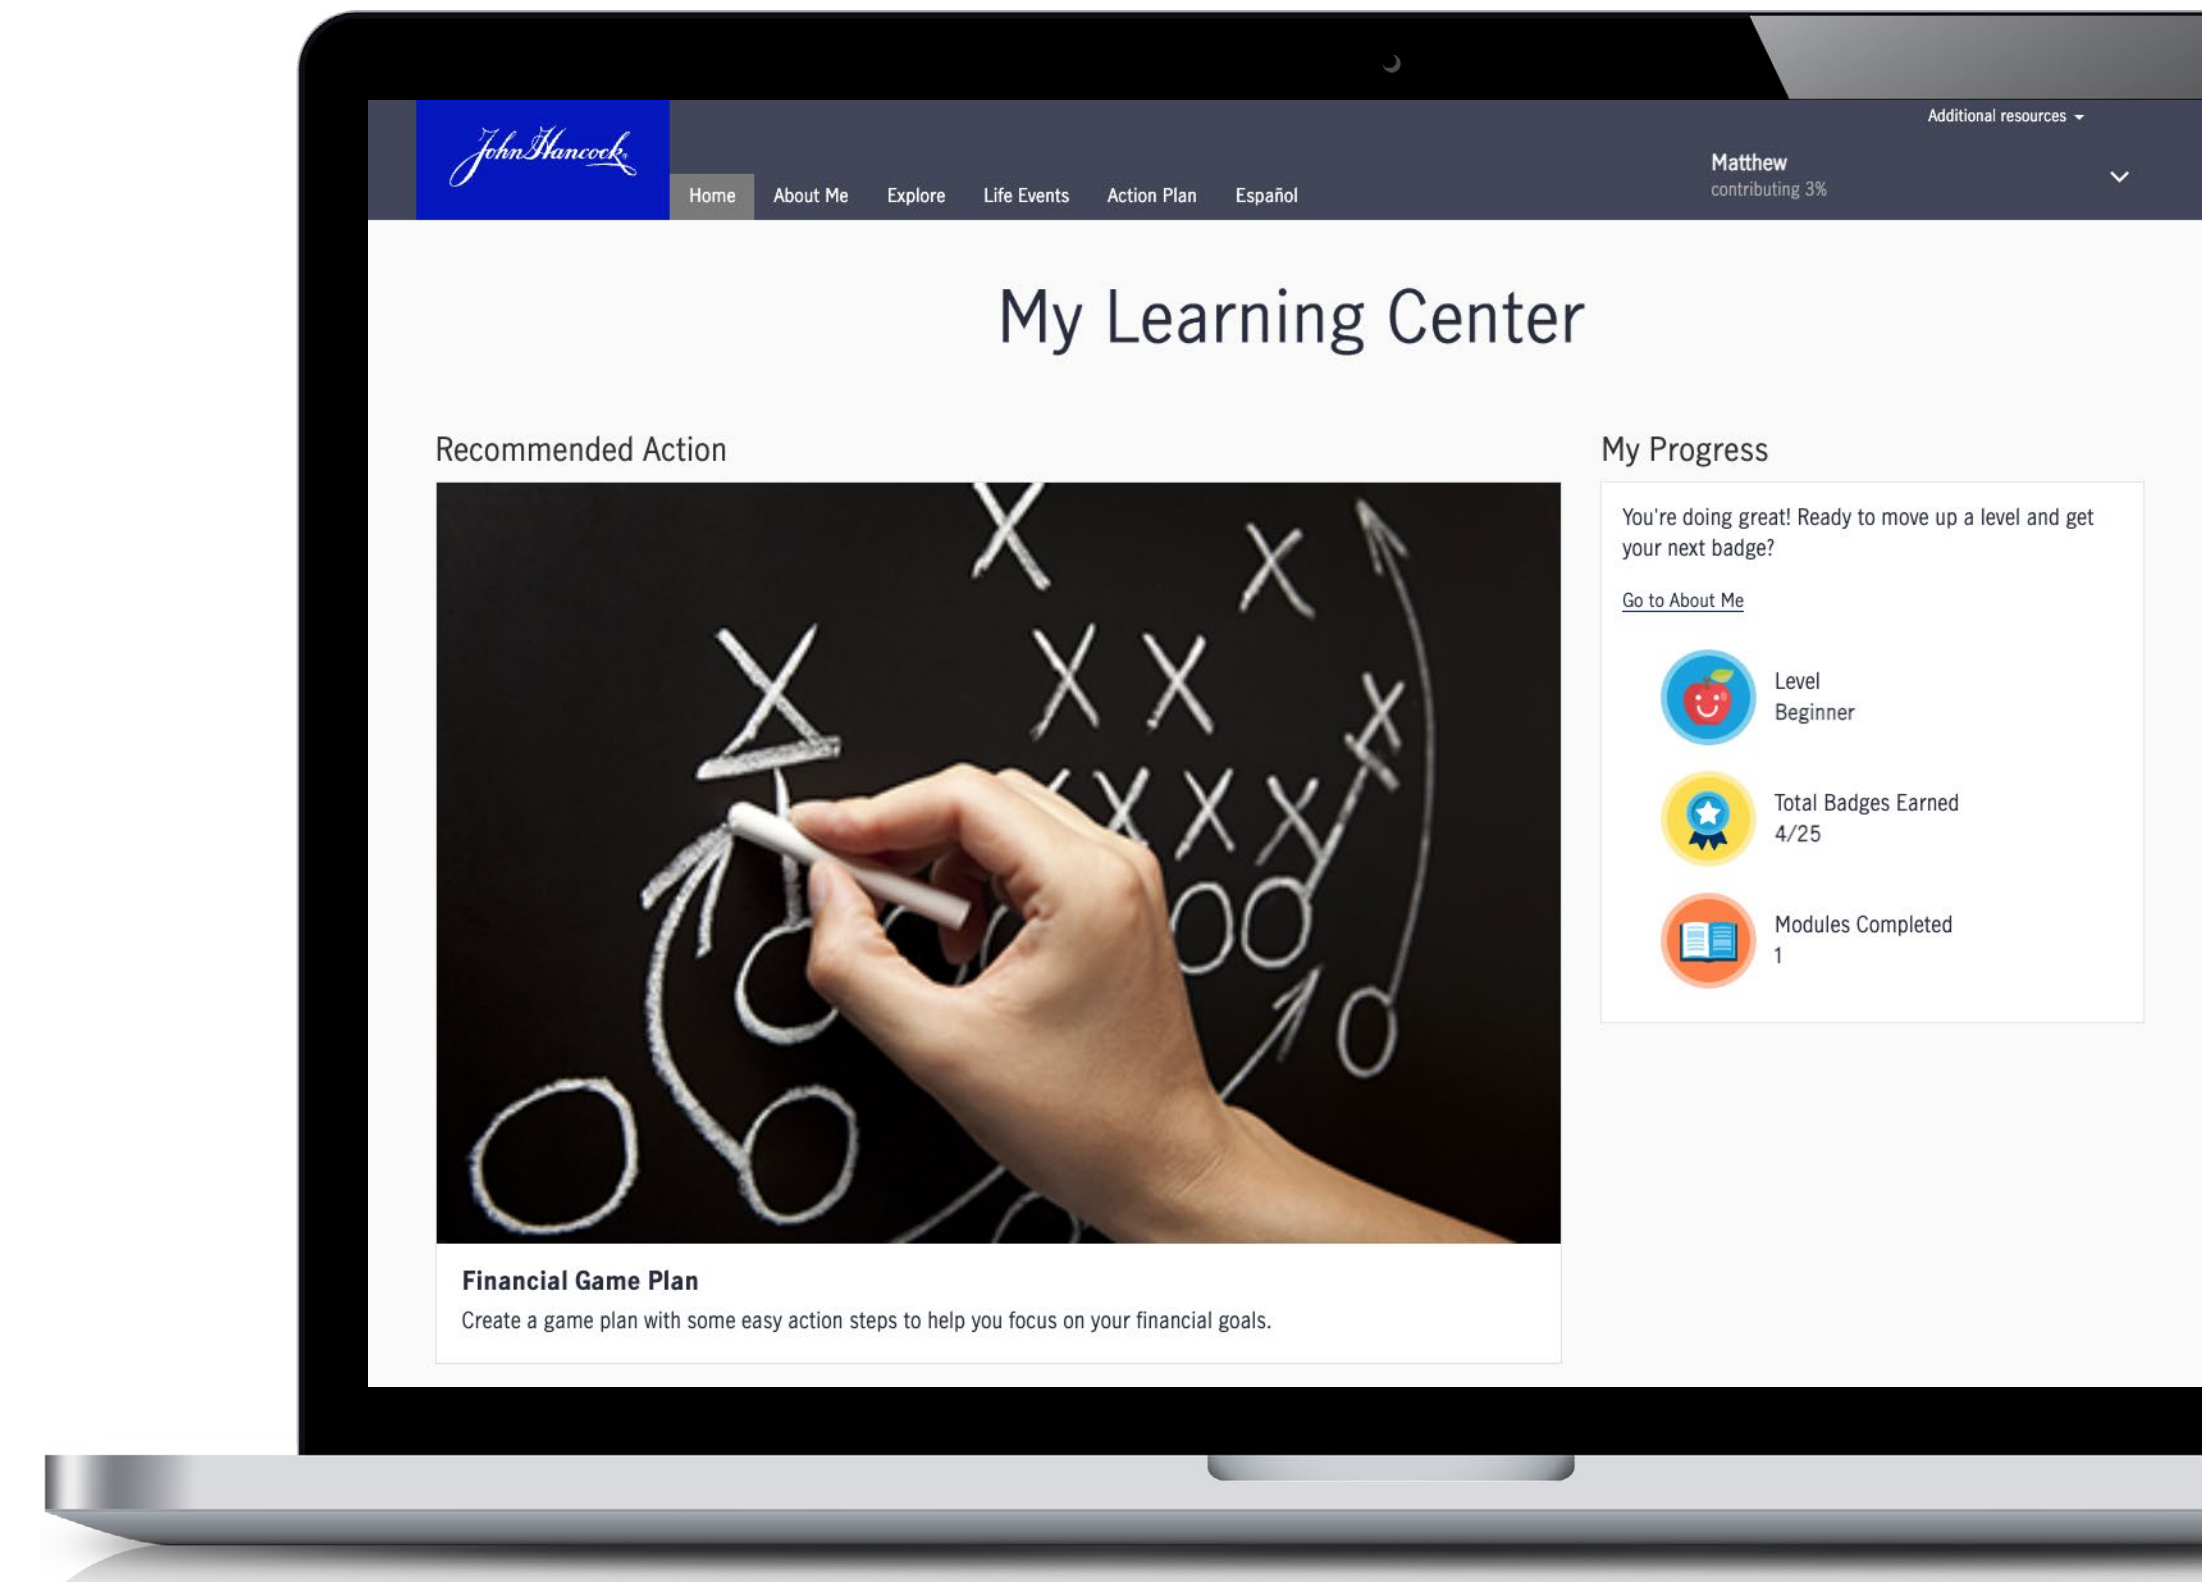 John Hancock
Additional resources
Matthew
contributing 3%
Home About Me Explore Life Events Action Plan Español
My Learning Center
Recommended Action
My Progress
You're doing great! Ready to move up a level and get
your next badge?
Go to About Me
Level
Beginner
Total Badges Earned
4/25
Modules Completed
1
X X X X X X X X X X
Financial Game Plan
Create a game plan with some easy action steps to help you focus on your financial goals.